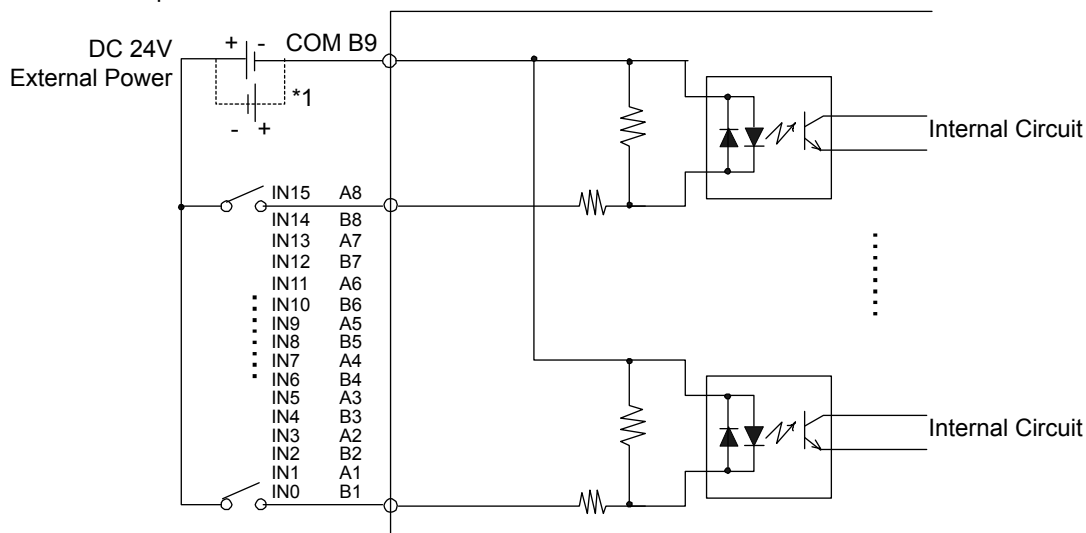 DC 24V
External Power
+ - COM B9
*1
- +
Internal Circuit
IN15 A8
IN14 B8
IN13 A7
IN12 B7
IN11 A6
IN10 B6
IN9 A5
IN8 B5
IN7 A4
IN6 B4
IN5 A3
IN4 B3
IN3 A2
IN2 B2
IN1 A1
IN0 B1
Internal Circuit